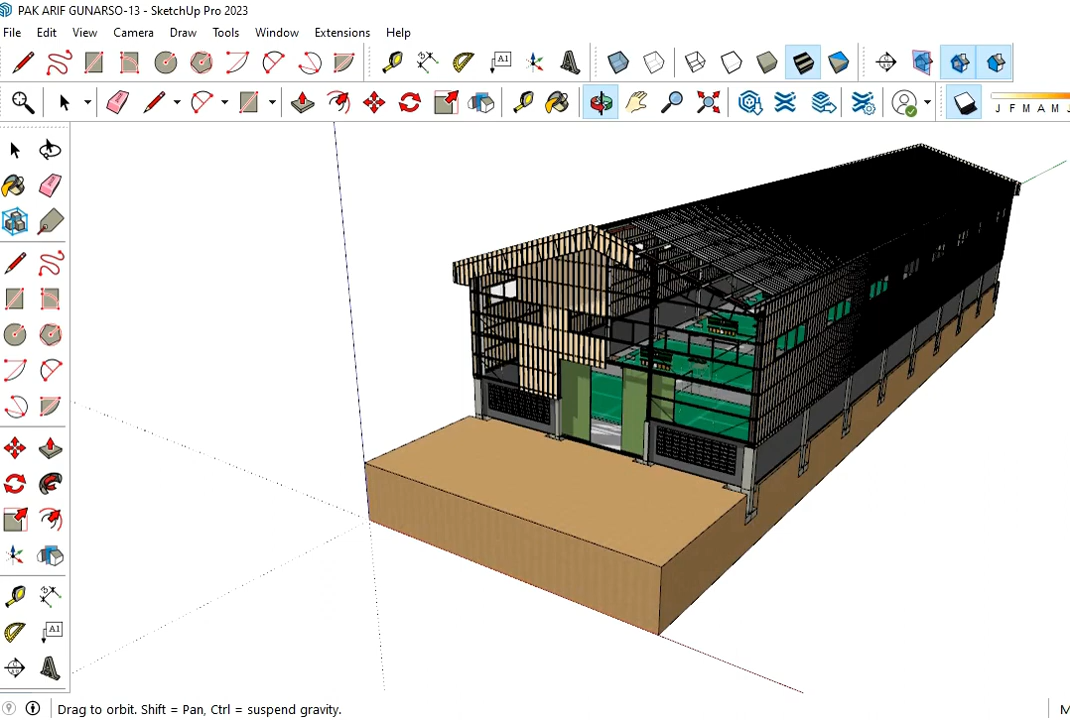 PAK ARIF GUNARSO-13 - SketchUp Pro 2023
File Edit View Camera Draw Tools Window Extensions Help
A1
J F M A M J
A1
Drag to orbit. Shift = Pan, Ctrl = suspend gravity.
M